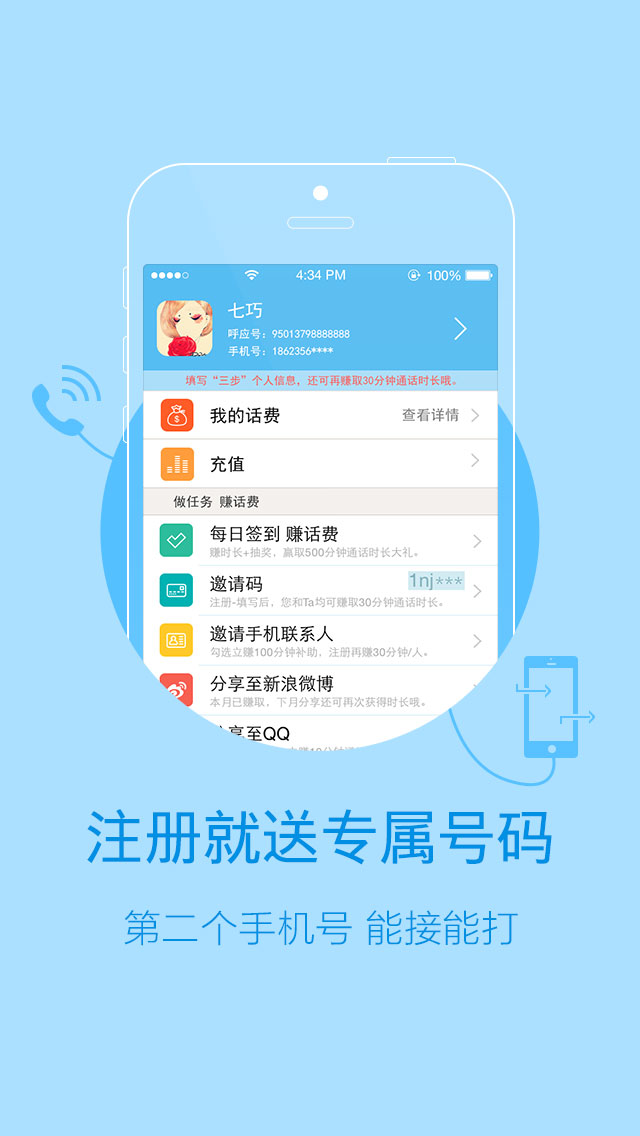 4:34 PM
100%
七巧
呼应号：95013798888888
手机号：1862356****
填写“三步”个人信息，还可再赚取30分钟通话时长哦。
我的话费 查看详情
充值
做任务 赚话费
每日签到 赚话费
赚时长+抽奖，赢取500分钟通话时长大礼。
邀请码 1nj***
注册-填写后，您和Ta均可赚取30分钟通话时长。
邀请手机联系人
勾选立赚100分钟补助，注册再赚30分钟/人。
分享至新浪微博
本月已赚取，下月分享还可再次获得时长哦。
分享至QQ
注册就送专属号码
第二个手机号 能接能打